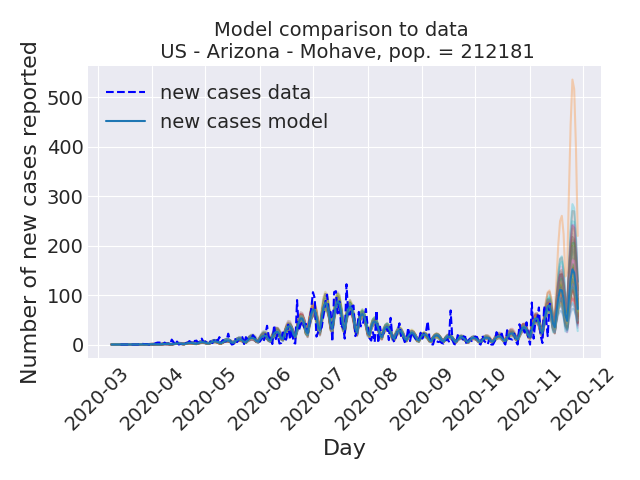 Model comparison to data
US - Arizona - Mohave, pop. = 212181
Number of new cases reported
500
400
300
200
100
0
new cases data
new cases model
2020-03
2020-04
2020-05
2020-06
2020-07
2020-08
2020-09
2020-10
2020-11
2020-12
Day